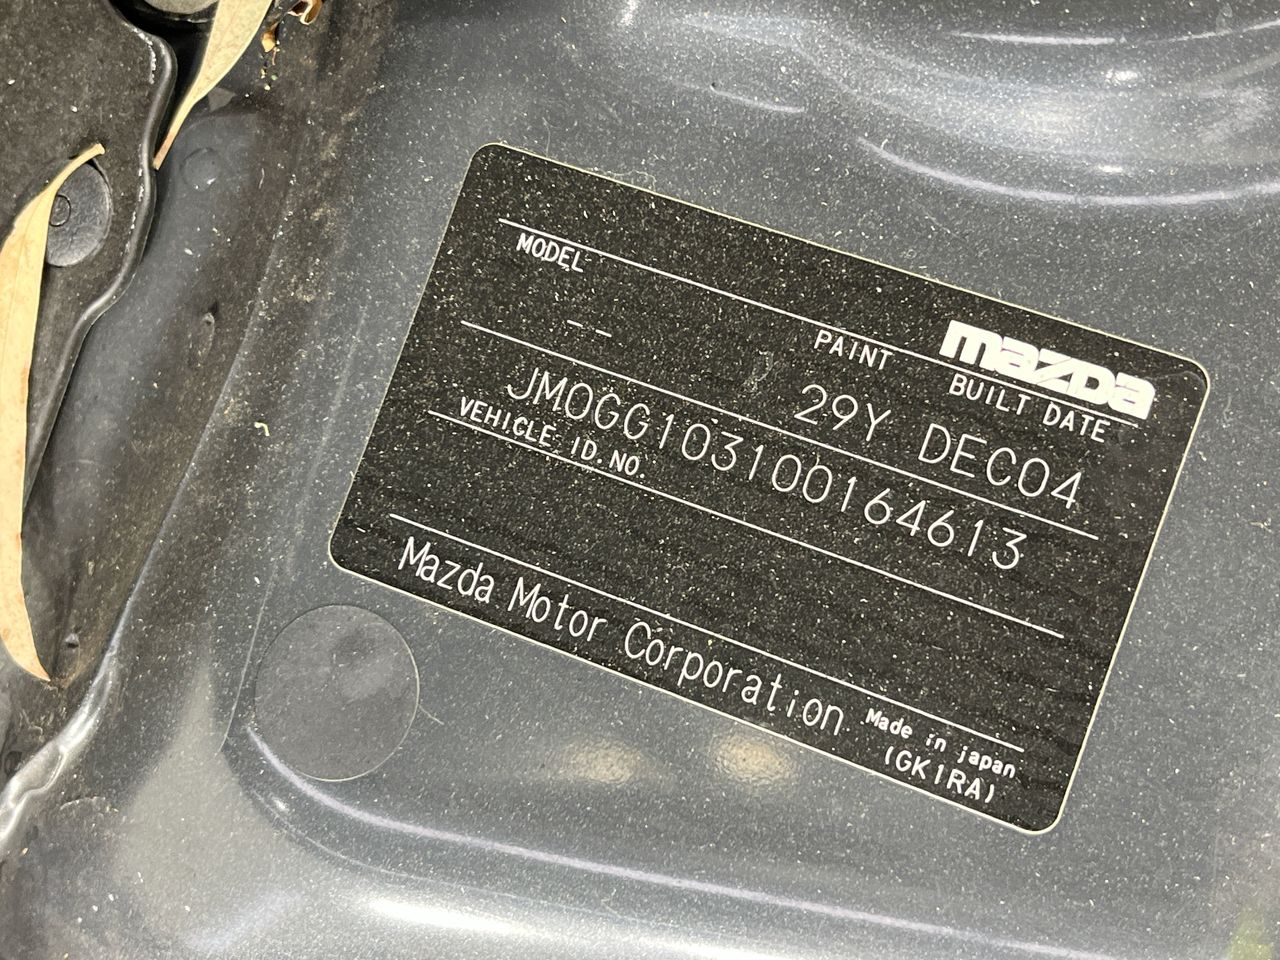 mazda
MODEL PAINT BUILT DATE
-- 29Y DEC04
JM0GG103100164613
VEHICLE ID.NO
Mazda Motor Corporation Made in japan
(GK1RA)